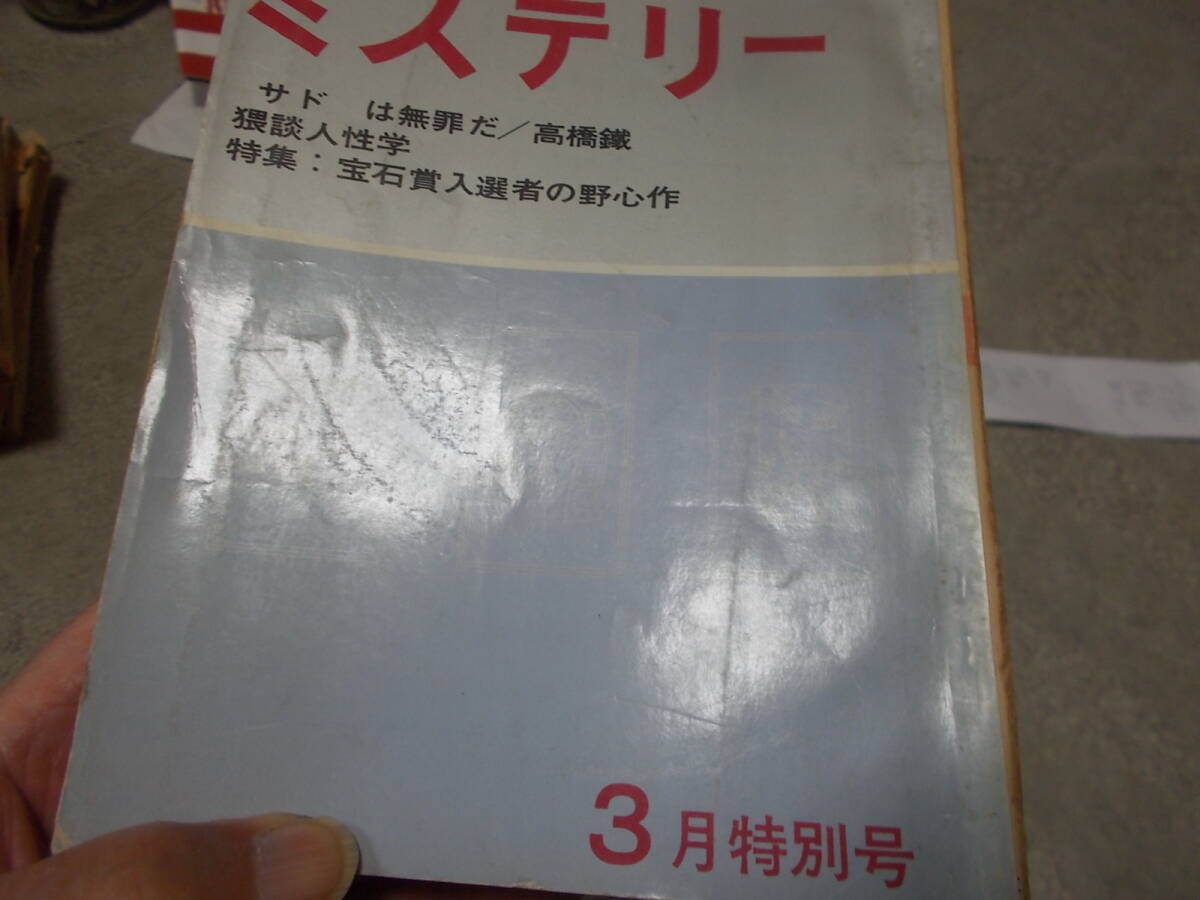 ミステリー
サド は無罪だ/高橋鐵
猥談人性学
特集：宝石賞入選者の野心作
3月特別号